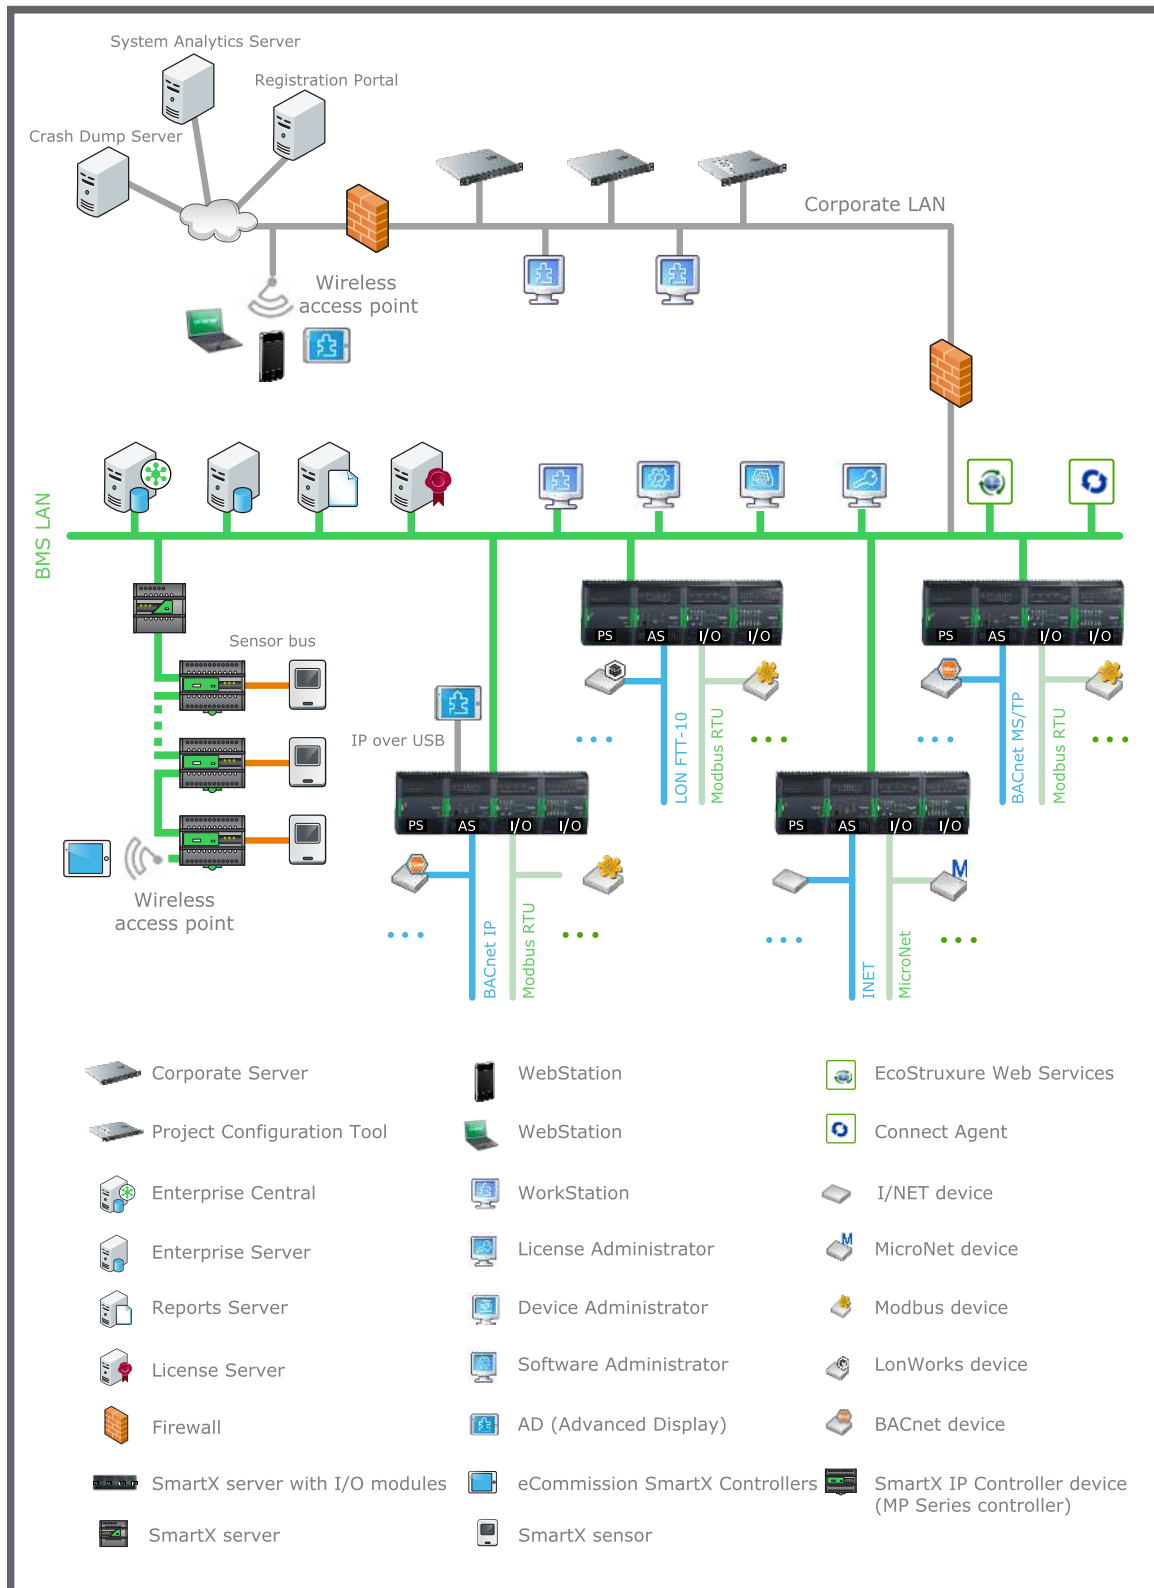 System Analytics Server
Registration Portal
Crash Dump Server
Corporate LAN
Wireless
access point
BMS LAN
Sensor bus
IP over USB
PS AS I/O I/O
LON FTT-10
Modbus RTU
PS AS I/O I/O
BACnet MS/TP
Modbus RTU
PS AS I/O I/O
BACnet IP
Modbus RTU
PS AS I/O I/O
M
INET
MicroNet
Wireless
access point
Corporate Server
WebStation
EcoStruxure Web Services
Project Configuration Tool
WebStation
Connect Agent
Enterprise Central
WorkStation
I/NET device
Enterprise Server
License Administrator
M
MicroNet device
Reports Server
Device Administrator
Modbus device
License Server
Software Administrator
LonWorks device
Firewall
AD (Advanced Display)
BACnet device
SmartX server with I/O modules
eCommission SmartX Controllers
SmartX IP Controller device
(MP Series controller)
SmartX server
SmartX sensor